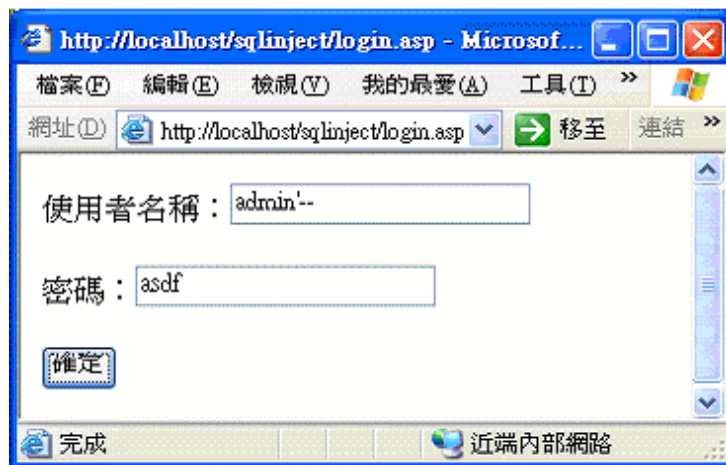 http://localhost/sqlinject/login.asp - Microsof...
檔案(F) 編輯(E) 檢視(V) 我的最愛(A) 工具(T) »
網址(D) http://localhost/sqlinject/login.asp 移至 連結 »
使用者名稱：admin'--
密碼：asdf
確定
完成 近端內部網路